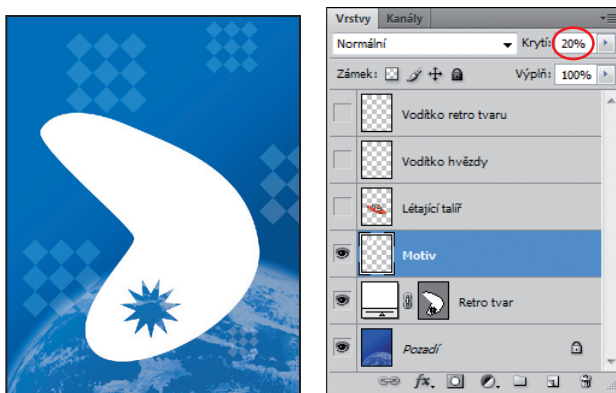 Vrstvy Kanály
Normální Krytí: 20%
Zámek: Výplň: 100%
Vodítko retro tvaru
Vodítko hvězdy
Létající talíř
Motiv
Retro tvar
Pozadí
fx.